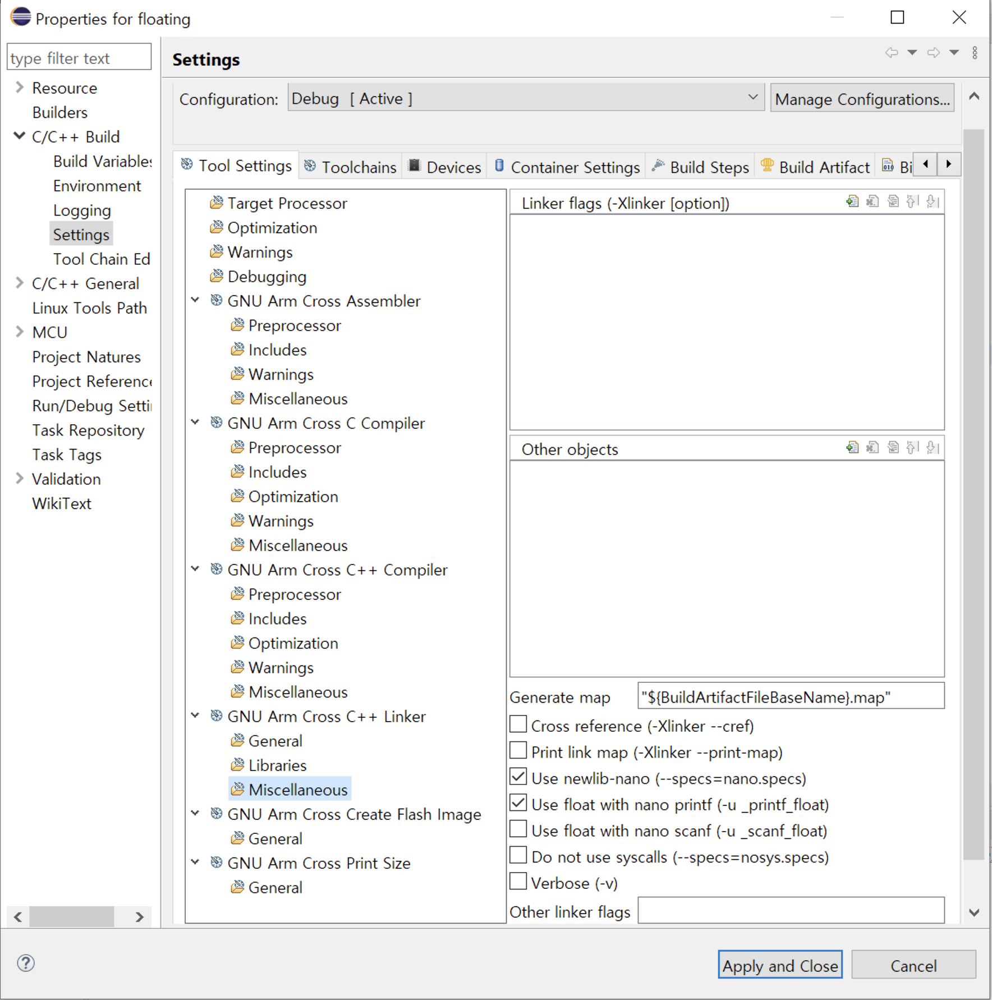 Properties for floating
type filter text
Resource
Builders
C/C++ Build
Build Variables
Environment
Logging
Settings
Tool Chain Ed
C/C++ General
Linux Tools Path
MCU
Project Natures
Project Reference
Run/Debug Setti
Task Repository
Task Tags
Validation
WikiText
Settings
Configuration: Debug [ Active ] Manage Configurations...
Tool Settings Toolchains Devices Container Settings Build Steps Build Artifact Bi
Target Processor
Optimization
Warnings
Debugging
GNU Arm Cross Assembler
Preprocessor
Includes
Warnings
Miscellaneous
GNU Arm Cross C Compiler
Preprocessor
Includes
Optimization
Warnings
Miscellaneous
GNU Arm Cross C++ Compiler
Preprocessor
Includes
Optimization
Warnings
Miscellaneous
GNU Arm Cross C++ Linker
General
Libraries
Miscellaneous
GNU Arm Cross Create Flash Image
General
GNU Arm Cross Print Size
General
Linker flags (-Xlinker [option])
Other objects
Generate map "${BuildArtifactFileBaseName}.map"
Cross reference (-Xlinker --cref)
Print link map (-Xlinker --print-map)
Use newlib-nano (--specs=nano.specs)
Use float with nano printf (-u _printf_float)
Use float with nano scanf (-u _scanf_float)
Do not use syscalls (--specs=nosys.specs)
Verbose (-v)
Other linker flags
Apply and Close Cancel